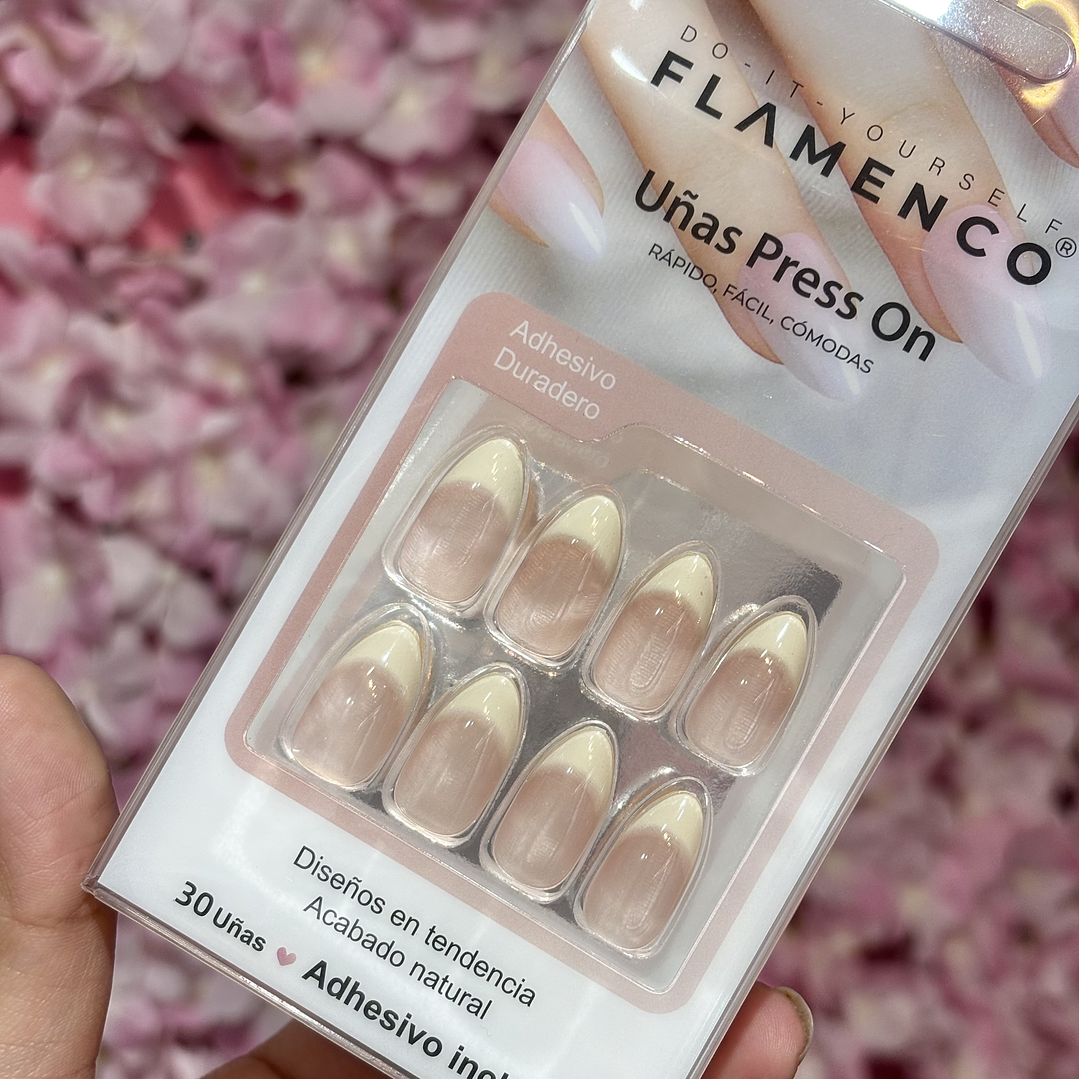 DO-IT-YOURSELF
FLAMENCO®
Uñas Press On
RÁPIDO, FÁCIL, CÓMODAS
Adhesivo
Duradero
Diseños en tendencia
Acabado natural
30 Uñas
Adhesivo